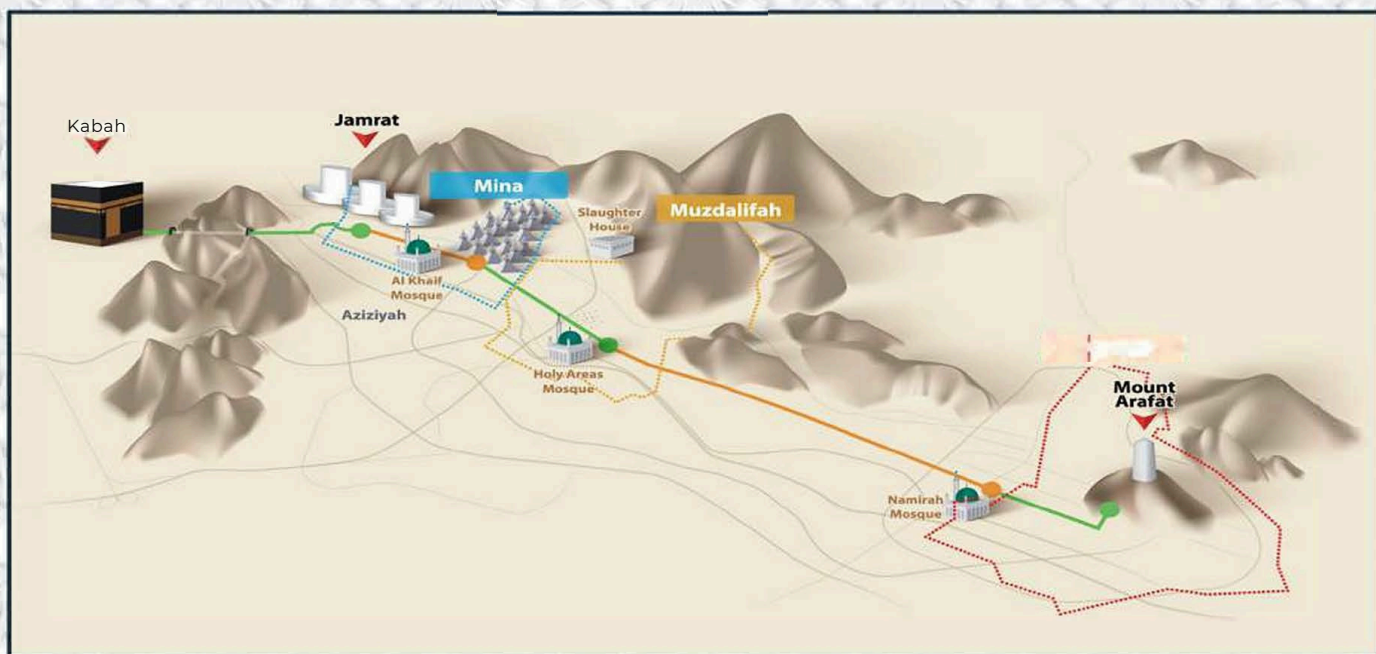 Kabah
Jamrat
Mina
Slaughter
House
Muzdalifah
Al Khaif
Mosque
Aziziyah
Holy Areas
Mosque
Mount
Arafat
Namirah
Mosque